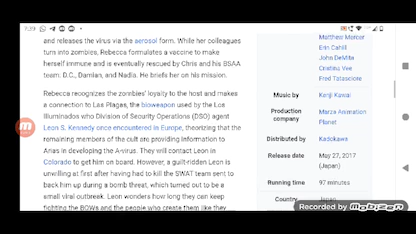 7:39
and releases the virus via the aerosol form. While her colleagues
turn into zombies, Rebecca formulates a vaccine to make
herself immune and is eventually rescued by Chris and his BSAA
team: D.C., Damian, and Nadia. He briefs her on his mission.
Rebecca recognizes the zombies' loyalty to the host and makes
a connection to Las Plagas, the bioweapon used by the Los
Illuminados who Division of Security Operations (DSO) agent
Leon S. Kennedy once encountered in Europe, theorizing that the
remaining members of the cult are providing information to
Arias in developing the A-virus. They will contact Leon in
Colorado to get him on board. However, a guilt-ridden Leon is
unwilling at first after having had to kill the SWAT team sent to
back him up during a bomb threat, which turned out to be a
small viral outbreak. Leon wonders how long they can keep
fighting the BOWs and the people who create them like they
Matthew Mercer
Erin Cahill
John DeMita
Cristina Vee
Fred Tatasciore
Music by Kenji Kawai
Production company Marza Animation Planet
Distributed by Kadokawa
Release date May 27, 2017 (Japan)
Running time 97 minutes
Country Japan
Recorded by Mobizen